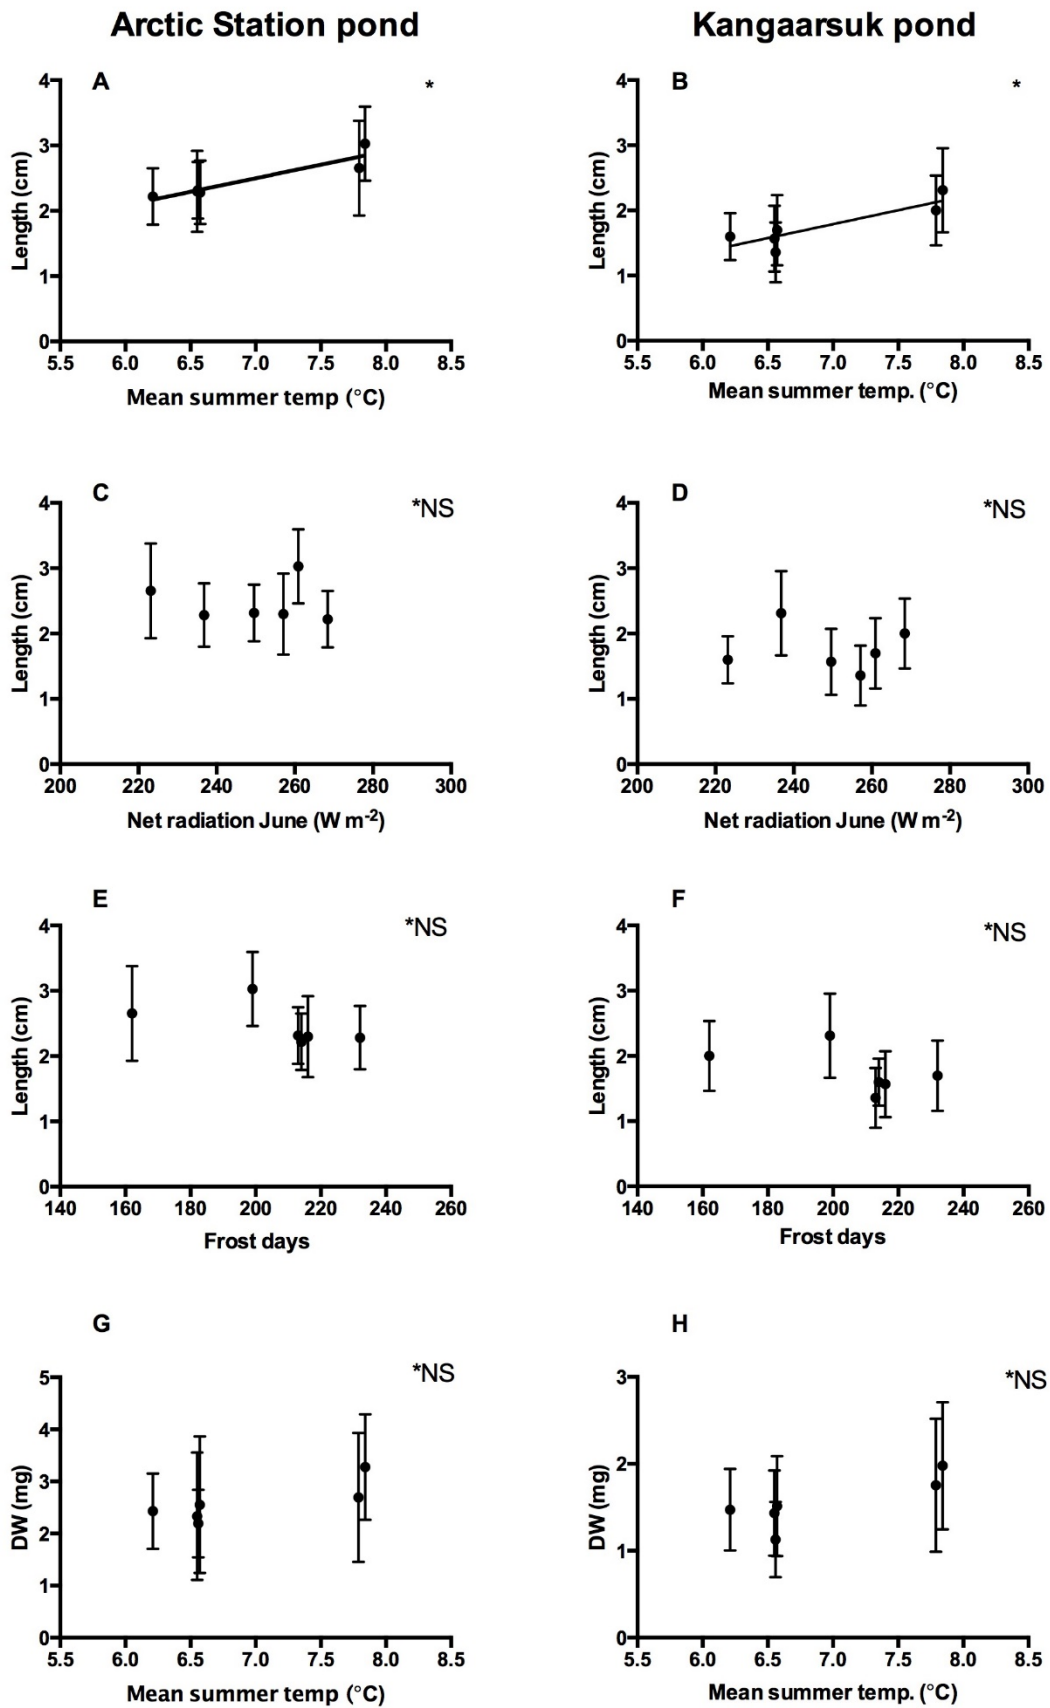 Arctic Station pond
Kangaarsuk pond
A
*
4
3
2
1
0
Length (cm)
5.5 6.0 6.5 7.0 7.5 8.0 8.5
Mean summer temp (°C)
B
*
4
3
2
1
0
Length (cm)
5.5 6.0 6.5 7.0 7.5 8.0 8.5
Mean summer temp. (°C)
C
*NS
4
3
2
1
0
Length (cm)
200 220 240 260 280 300
Net radiation June (W m-2)
D
*NS
4
3
2
1
0
Length (cm)
200 220 240 260 280 300
Net radiation June (W m-2)
E
*NS
4
3
2
1
0
Length (cm)
140 160 180 200 220 240 260
Frost days
F
*NS
4
3
2
1
0
Length (cm)
140 160 180 200 220 240 260
Frost days
G
*NS
5
4
3
2
1
0
DW (mg)
5.5 6.0 6.5 7.0 7.5 8.0 8.5
Mean summer temp (°C)
H
*NS
3
2
1
0
DW (mg)
5.5 6.0 6.5 7.0 7.5 8.0 8.5
Mean summer temp. (°C)